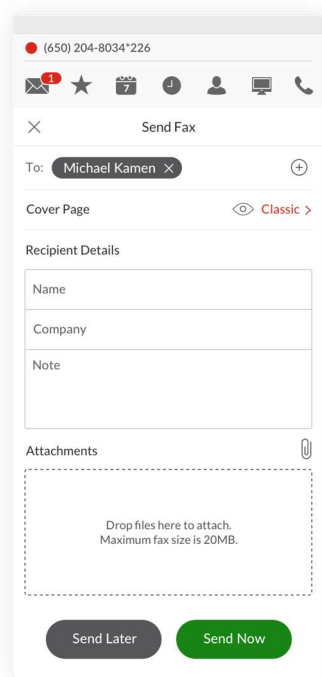 (650) 204-8034*226
1
7
Send Fax
To: Michael Kamen ×
Cover Page Classic >
Recipient Details
Name
Company
Note
Attachments
Drop files here to attach.
Maximum fax size is 20MB.
Send Later Send Now